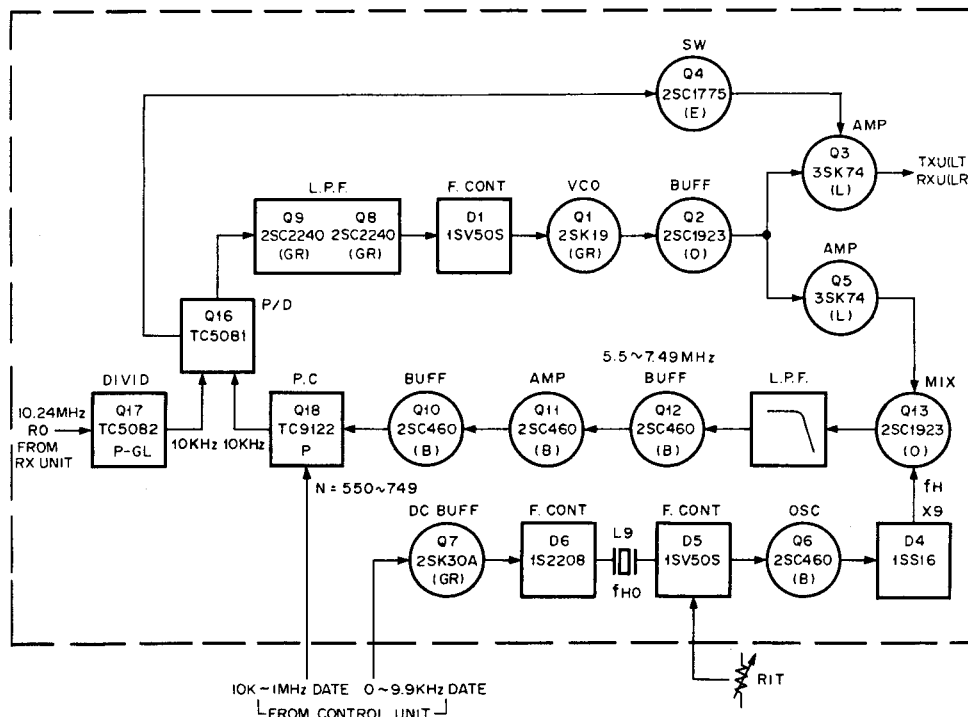 SW
Q4
2SC1775
(E)
AMP
Q3
3SK74
(L)
TXU(LT
RXU(LR
L.P.F.
Q9
2SC2240
(GR)
Q8
2SC2240
(GR)
F. CONT
D1
1SV50S
VCO
Q1
2SK19
(GR)
BUFF
Q2
2SC1923
(O)
AMP
Q5
3SK74
(L)
P/D
Q16
TC5081
DIVID
Q17
TC5082
P-GL
10.24MHz
RO
FROM
RX UNIT
10KHz
10KHz
P.C
Q18
TC9122
P
N = 550~749
BUFF
Q10
2SC460
(B)
AMP
Q11
2SC460
(B)
5.5~7.49MHz
BUFF
Q12
2SC460
(B)
L.P.F.
MIX
Q13
2SC1923
(O)
fH
X9
DC BUFF
Q7
2SK30A
(GR)
F. CONT
D6
1S2208
L9
fHO
F. CONT
D5
1SV50S
OSC
Q6
2SC460
(B)
D4
1SS16
RIT
10K~1MHz DATE
0~9.9KHz DATE
FROM CONTROL UNIT